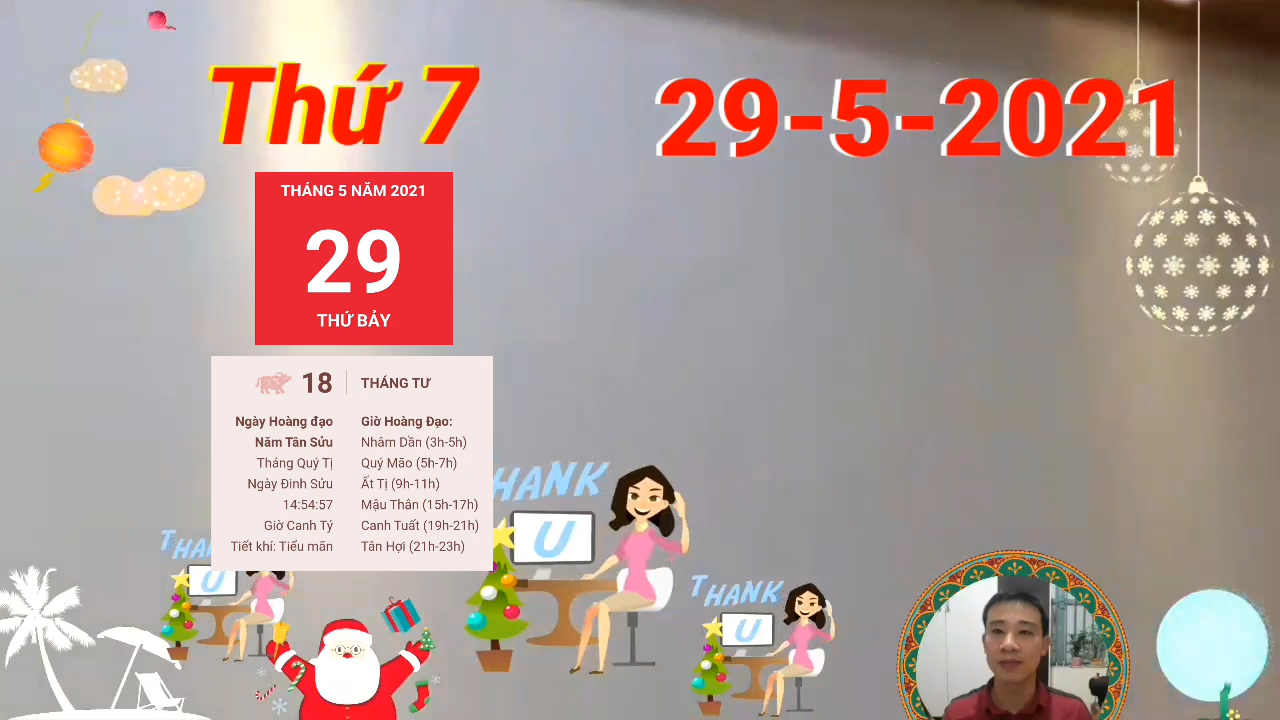 Thứ 7
29-5-2021
THÁNG 5 NĂM 2021
29
THỨ BẢY
18
THÁNG TƯ
Ngày Hoàng đạo
Năm Tân Sửu
Tháng Quý Tị
Ngày Đinh Sửu
14:54:57
Giờ Canh Tý
Tiết khí: Tiểu mãn
Giờ Hoàng Đạo:
Nhâm Dần (3h-5h)
Quý Mão (5h-7h)
Ất Tị (9h-11h)
Mậu Thân (15h-17h)
Canh Tuất (19h-21h)
Tân Hợi (21h-23h)
HANK
U
THA
U
THANK
U